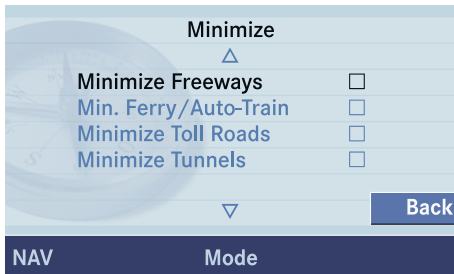 Minimize
Minimize Freeways
Min. Ferry/Auto-Train
Minimize Toll Roads
Minimize Tunnels
Back
NAV Mode